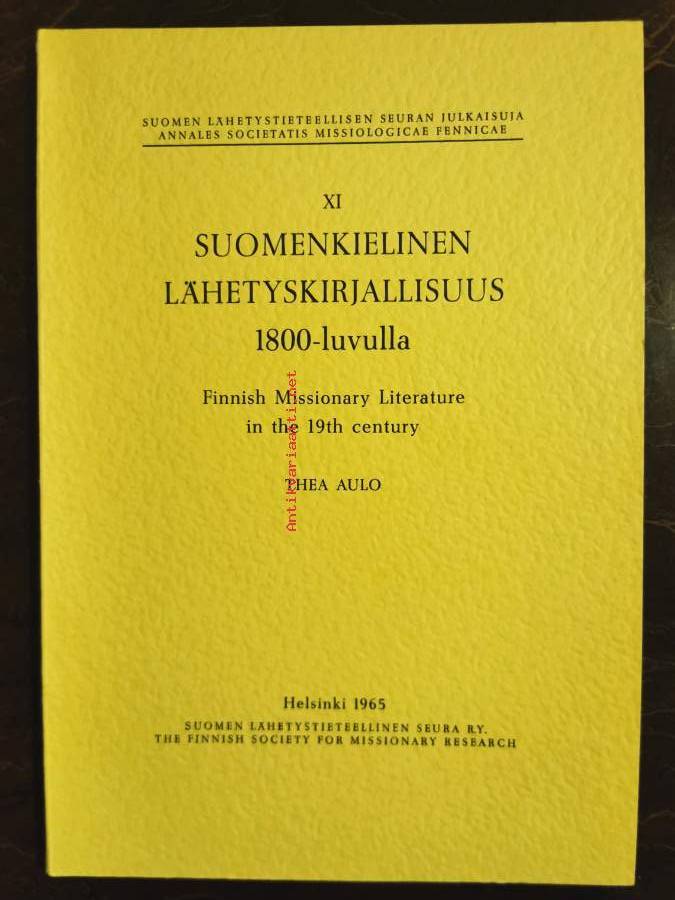 SUOMEN LÄHETYSTIETEELLISEN SEURAN JULKAISUJA
ANNALES SOCIETATIS MISSIOLOGICAE FENNICAE
XI
SUOMENKIELINEN
LÄHETYSKIRJALLISUUS
1800-luvulla
Finnish Missionary Literature
in the 19th century
THEA AULO
Antikvariaatti.net
Helsinki 1965
SUOMEN LÄHETYSTIETEELLINEN SEURA R.Y.
THE FINNISH SOCIETY FOR MISSIONARY RESEARCH